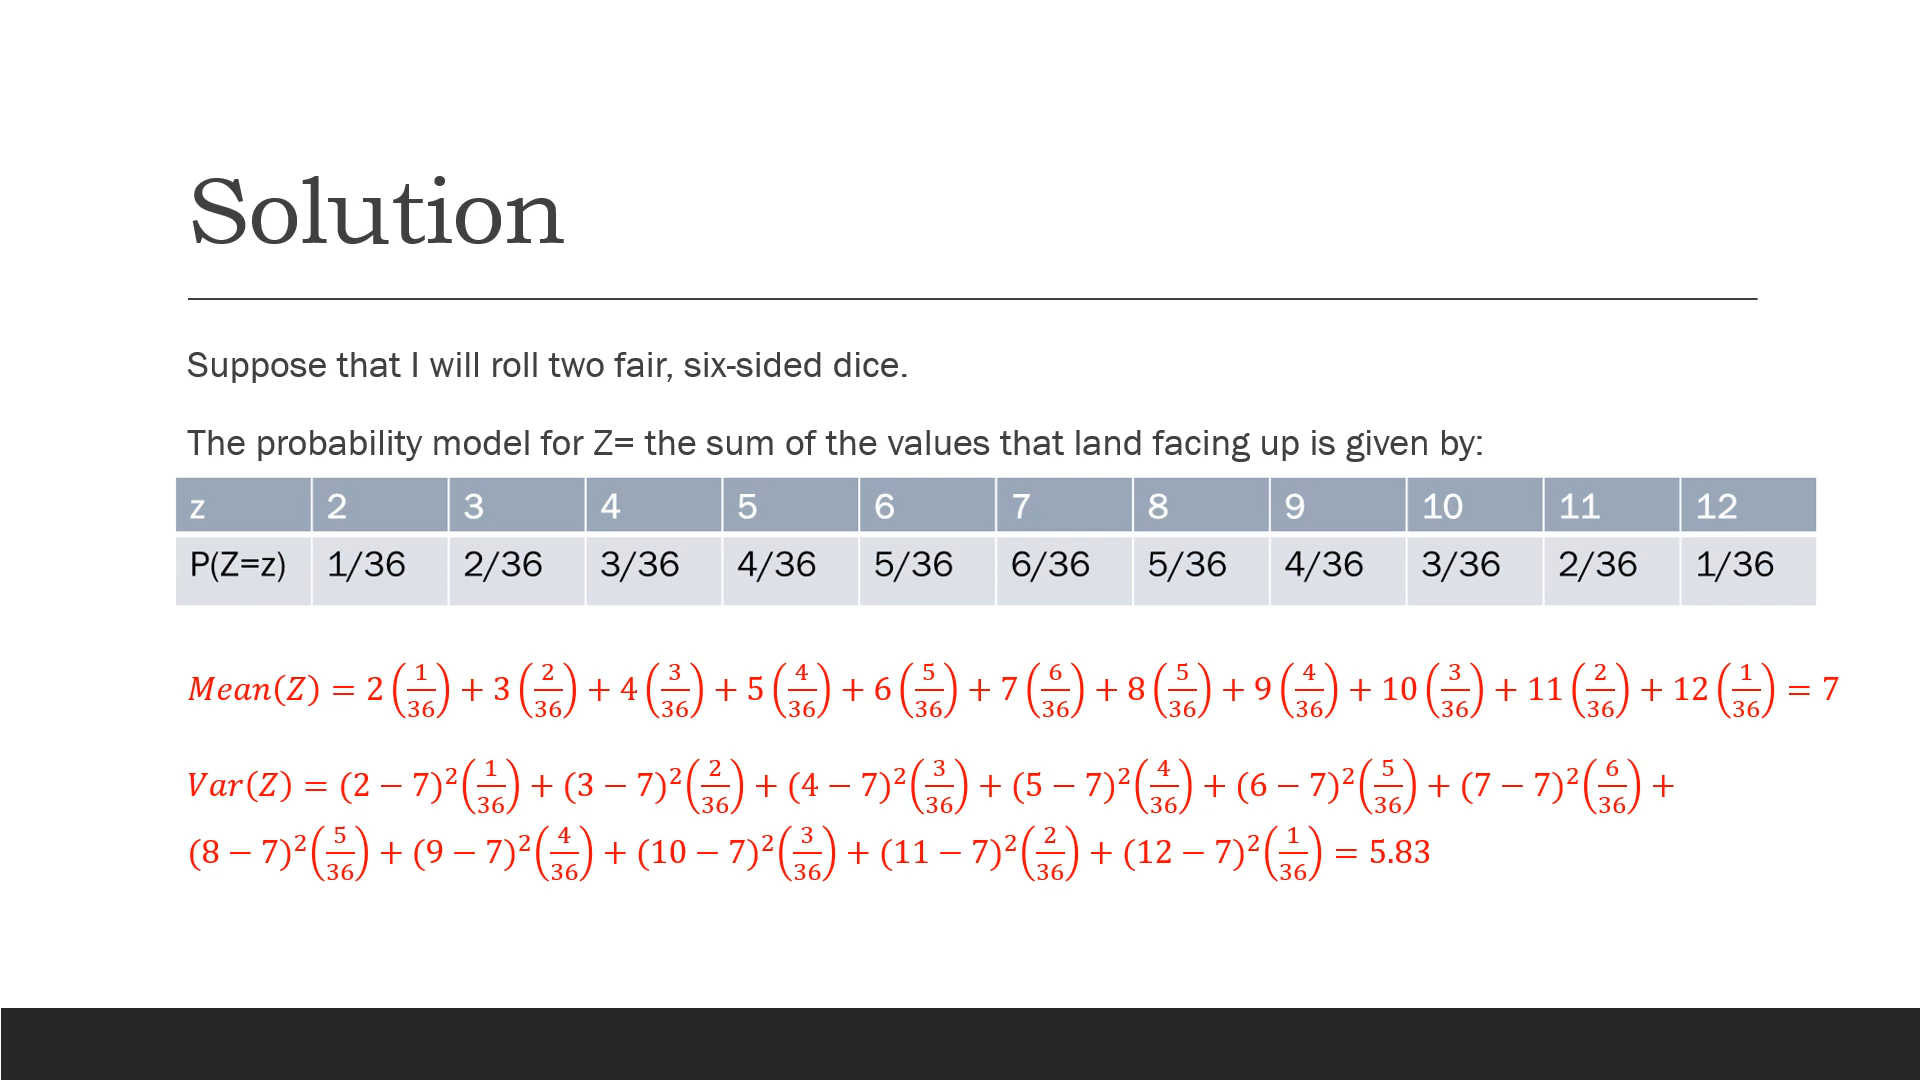 Solution
Suppose that I will roll two fair, six-sided dice.
The probability model for Z= the sum of the values that land facing up is given by:
z 2 3 4 5 6 7 8 9 10 11 12
P(Z=z) 1/36 2/36 3/36 4/36 5/36 6/36 5/36 4/36 3/36 2/36 1/36
Mean(Z) = 2(1/36) + 3(2/36) + 4(3/36) + 5(4/36) + 6(5/36) + 7(6/36) + 8(5/36) + 9(4/36) + 10(3/36) + 11(2/36) + 12(1/36) = 7
Var(Z) = (2 − 7)²(1/36) + (3 − 7)²(2/36) + (4 − 7)²(3/36) + (5 − 7)²(4/36) + (6 − 7)²(5/36) + (7 − 7)²(6/36) +
(8 − 7)²(5/36) + (9 − 7)²(4/36) + (10 − 7)²(3/36) + (11 − 7)²(2/36) + (12 − 7)²(1/36) = 5.83